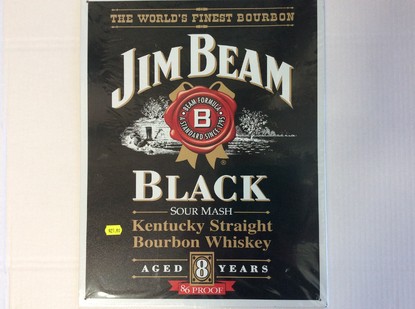 THE WORLD'S FINEST BOURBON
JIM BEAM
BEAM FORMULA
B
STANDARD SINCE 1795
BLACK
SOUR MASH
Kentucky Straight
Bourbon Whiskey
AGED 8 YEARS
86 PROOF